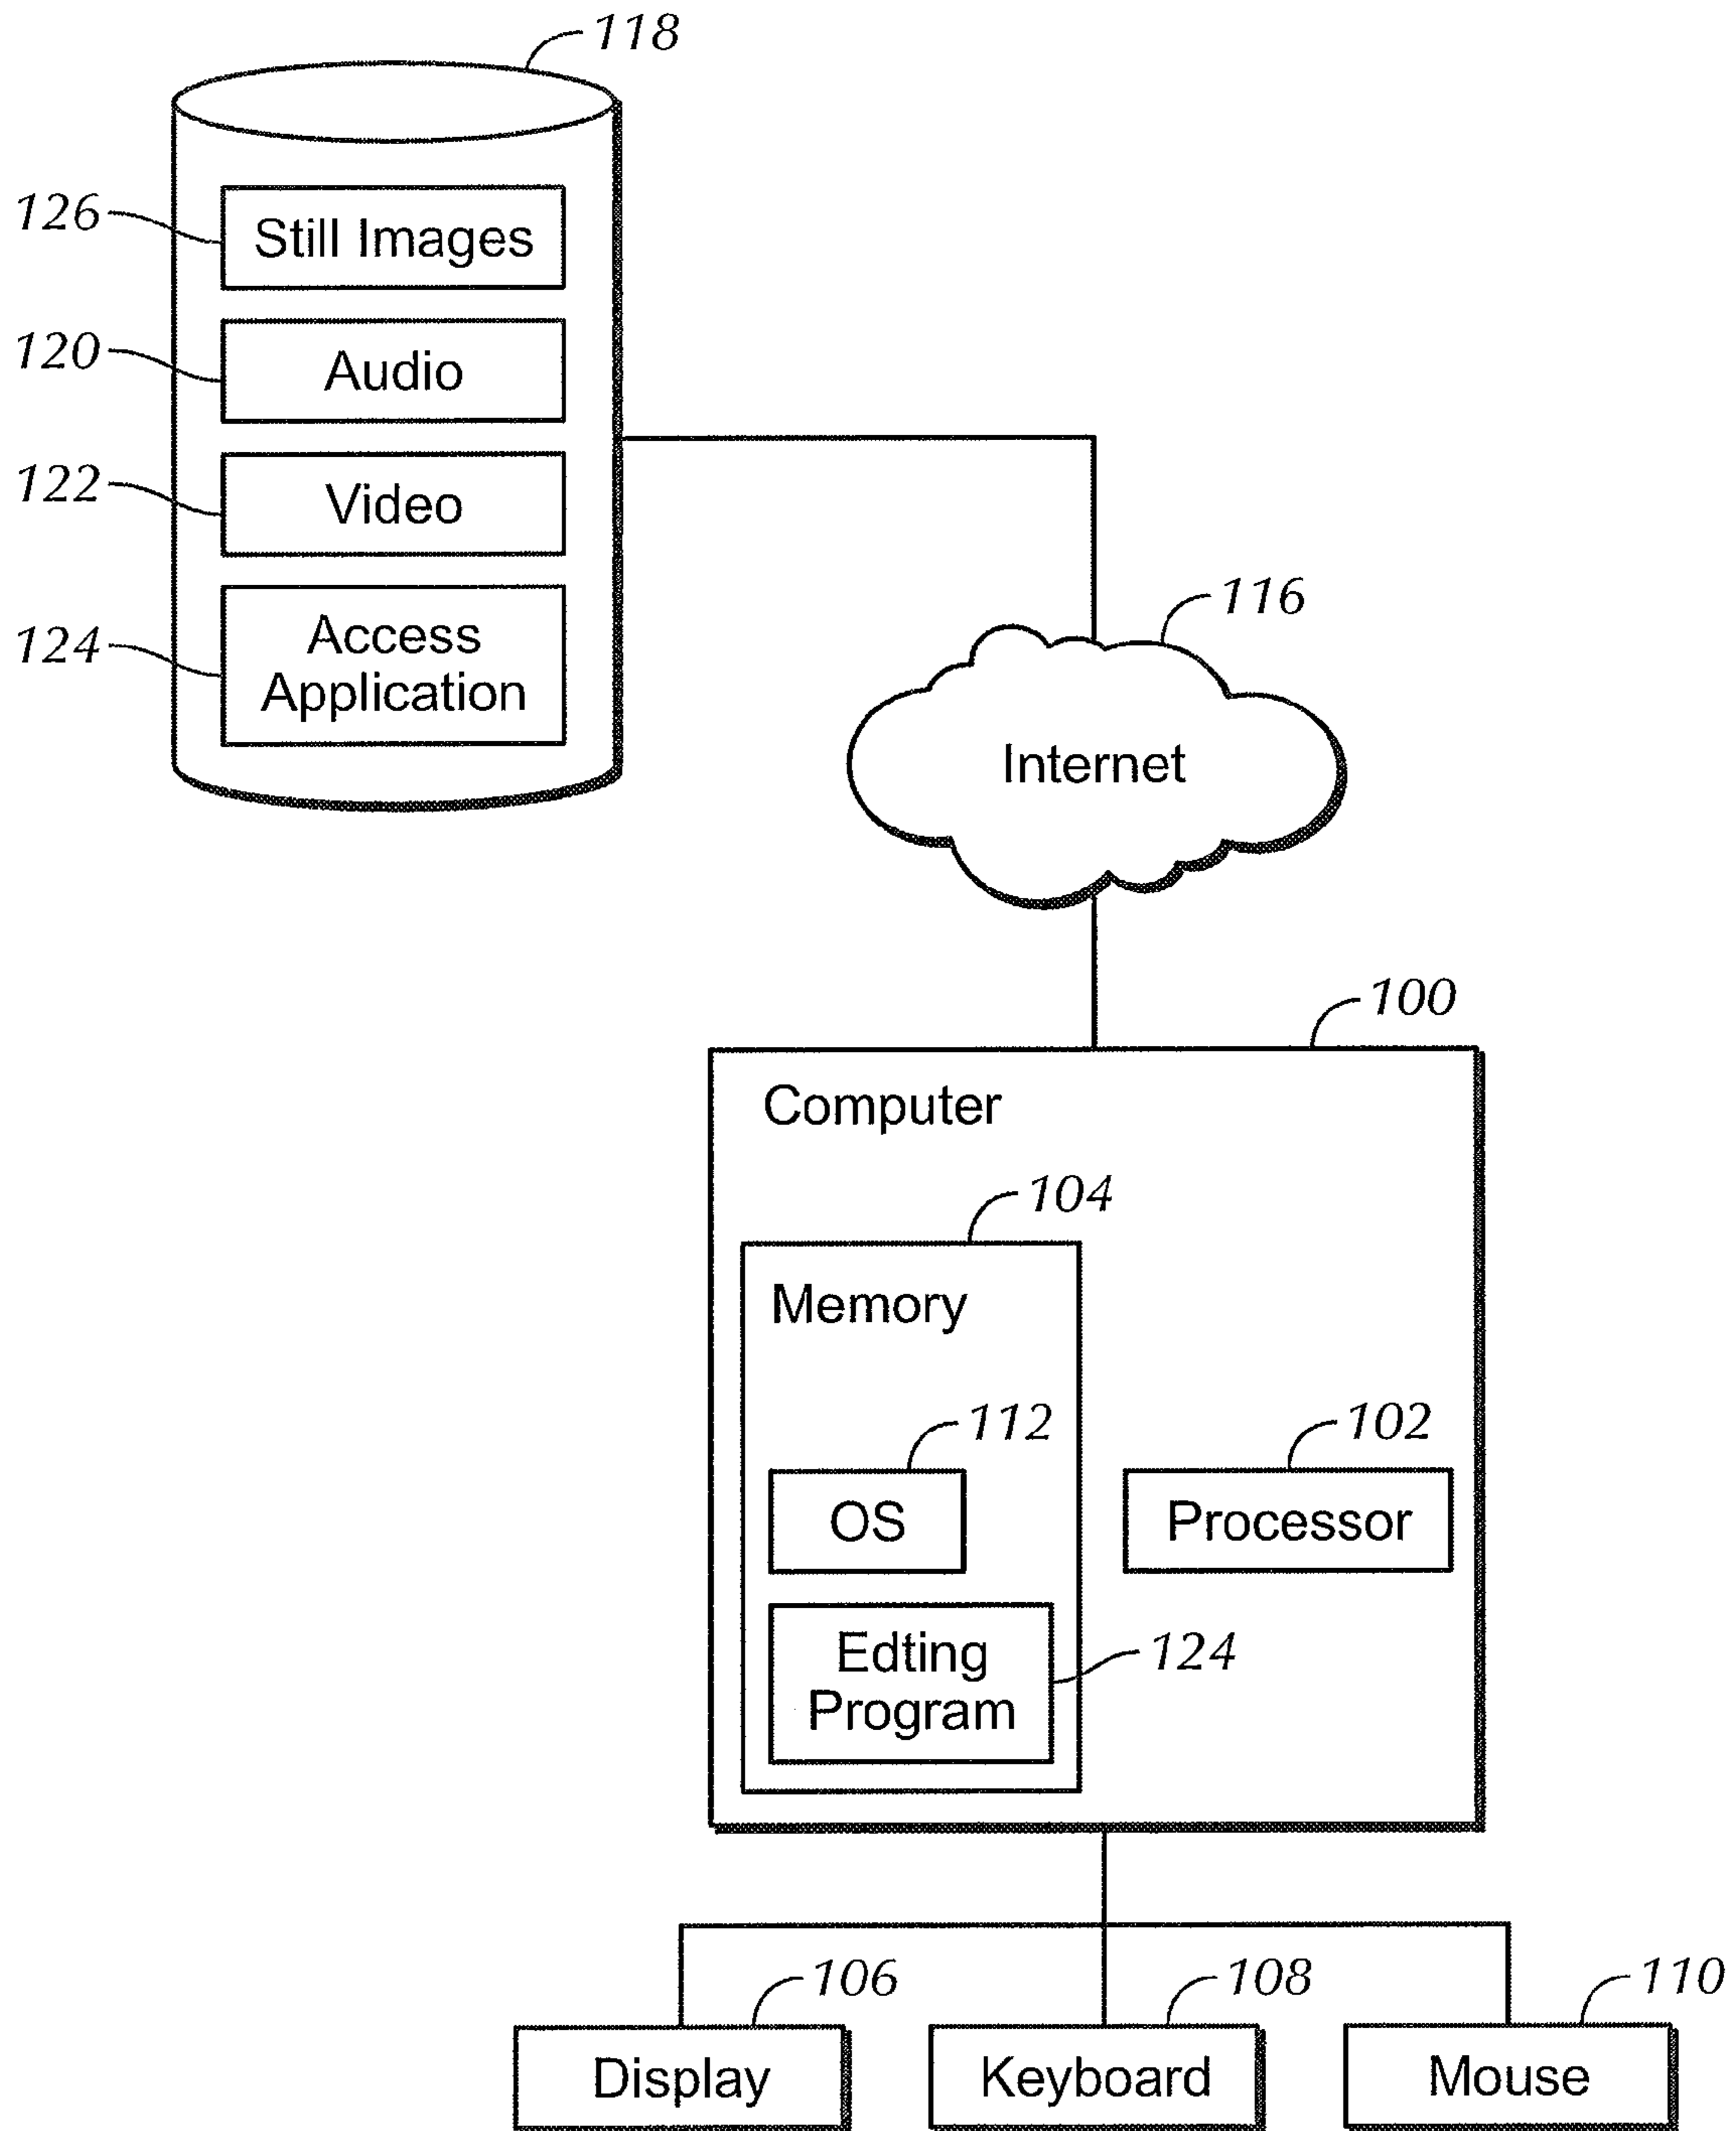 118
126
Still Images
120
Audio
122
Video
124
Access
Application
116
Internet
100
Computer
104
Memory
112
OS
102
Processor
Edting
Program
124
106
Display
108
Keyboard
110
Mouse